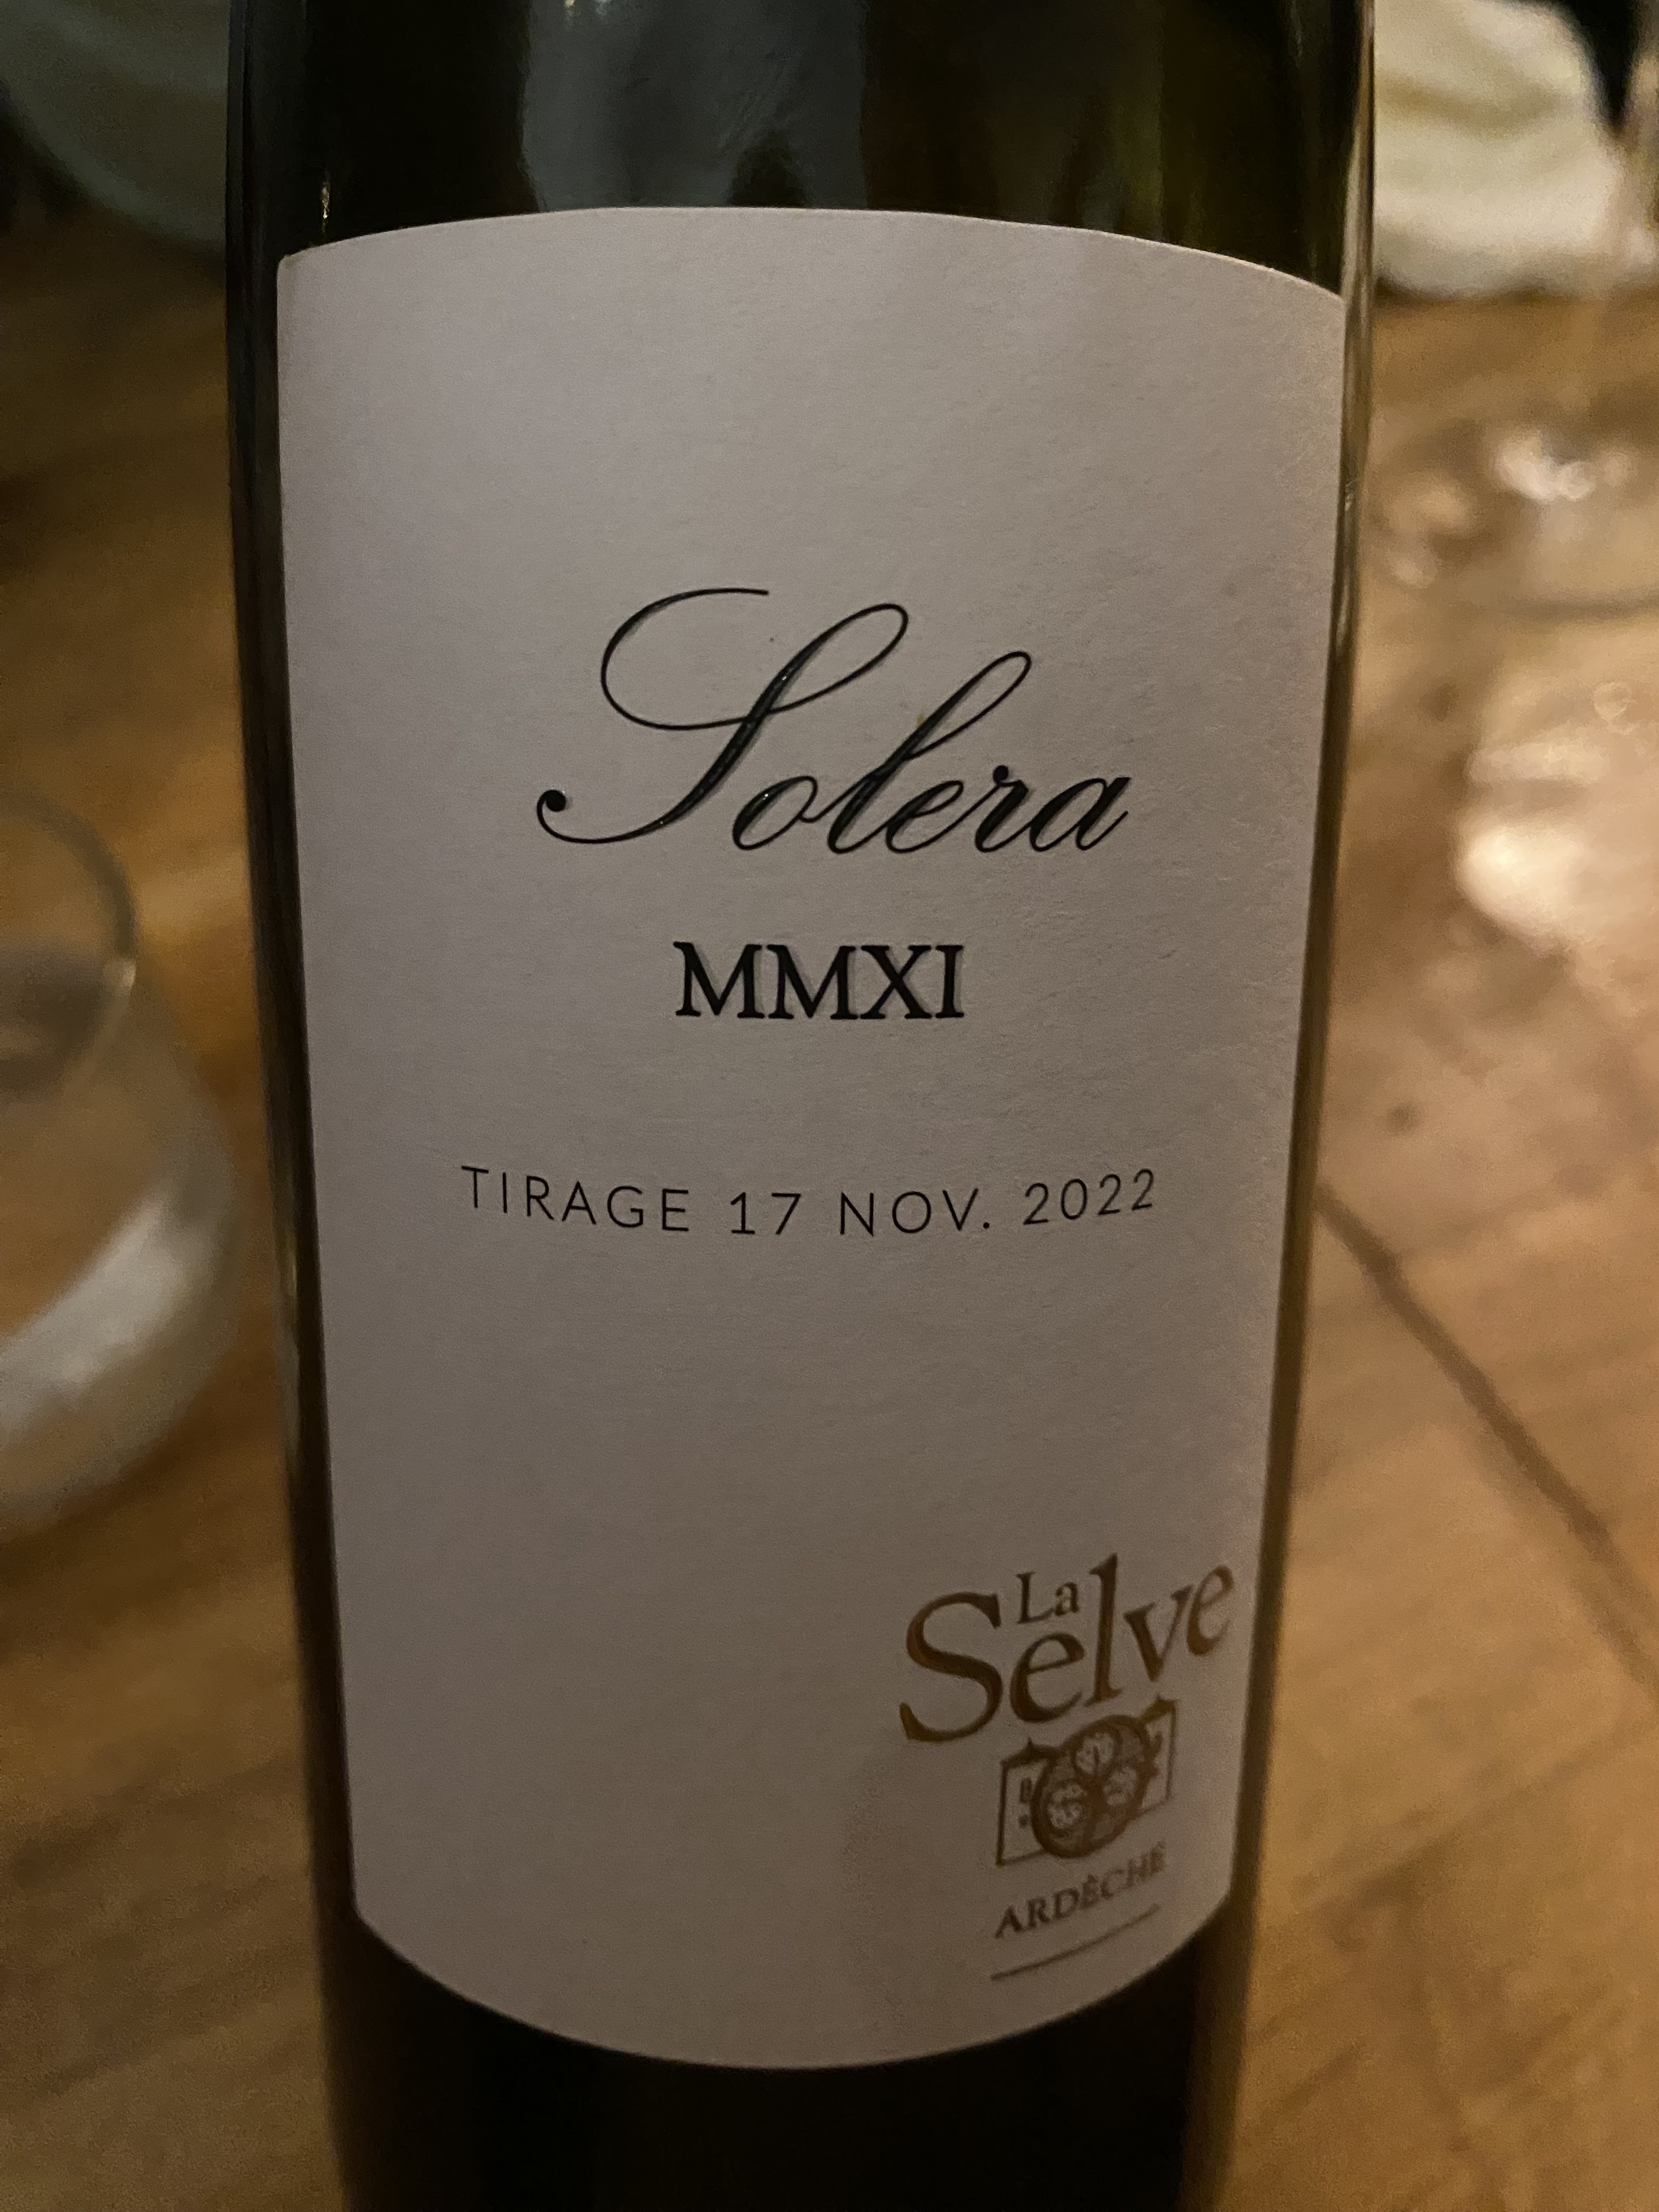 Solera
MMXI
TIRAGE 17 NOV. 2022
La
Selve
ARDÈCHE